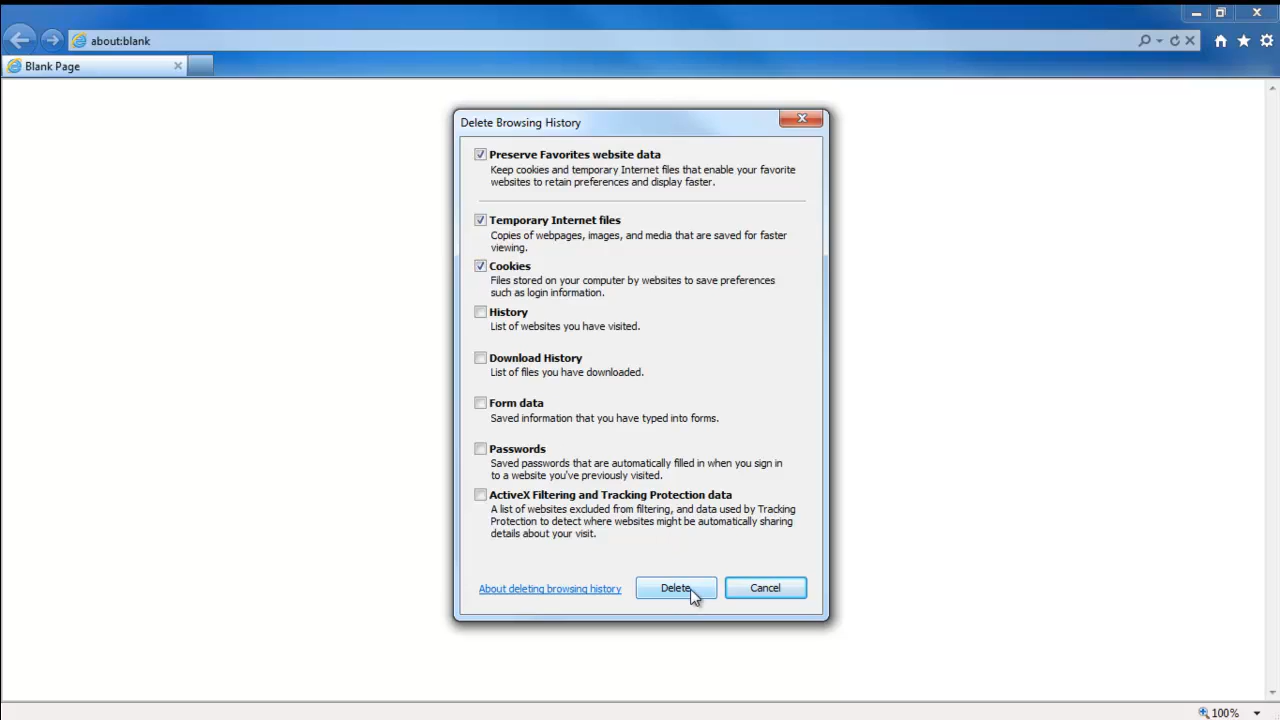 about:blank
Blank Page
Delete Browsing History
Preserve Favorites website data
Keep cookies and temporary Internet files that enable your favorite
websites to retain preferences and display faster.
Temporary Internet files
Copies of webpages, images, and media that are saved for faster
viewing.
Cookies
Files stored on your computer by websites to save preferences
such as login information.
History
List of websites you have visited.
Download History
List of files you have downloaded.
Form data
Saved information that you have typed into forms.
Passwords
Saved passwords that are automatically filled in when you sign in
to a website you've previously visited.
ActiveX Filtering and Tracking Protection data
A list of websites excluded from filtering, and data used by Tracking
Protection to detect where websites might be automatically sharing
details about your visit.
About deleting browsing history
Delete
Cancel
100%